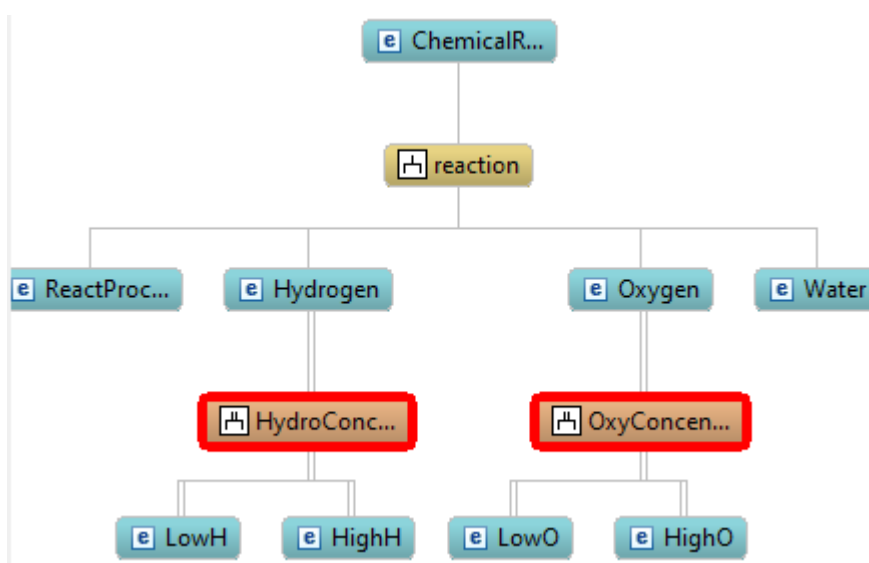 ChemicalR...
reaction
ReactProc...
Hydrogen
Oxygen
Water
HydroConc...
OxyConcen...
LowH
HighH
LowO
HighO